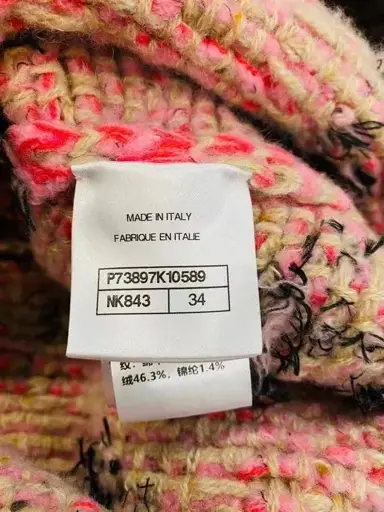 MADE IN ITALY
FABRIQUE EN ITALIE
P73897K10589
NK843 34
绒46.3%, 锦纶1.4%